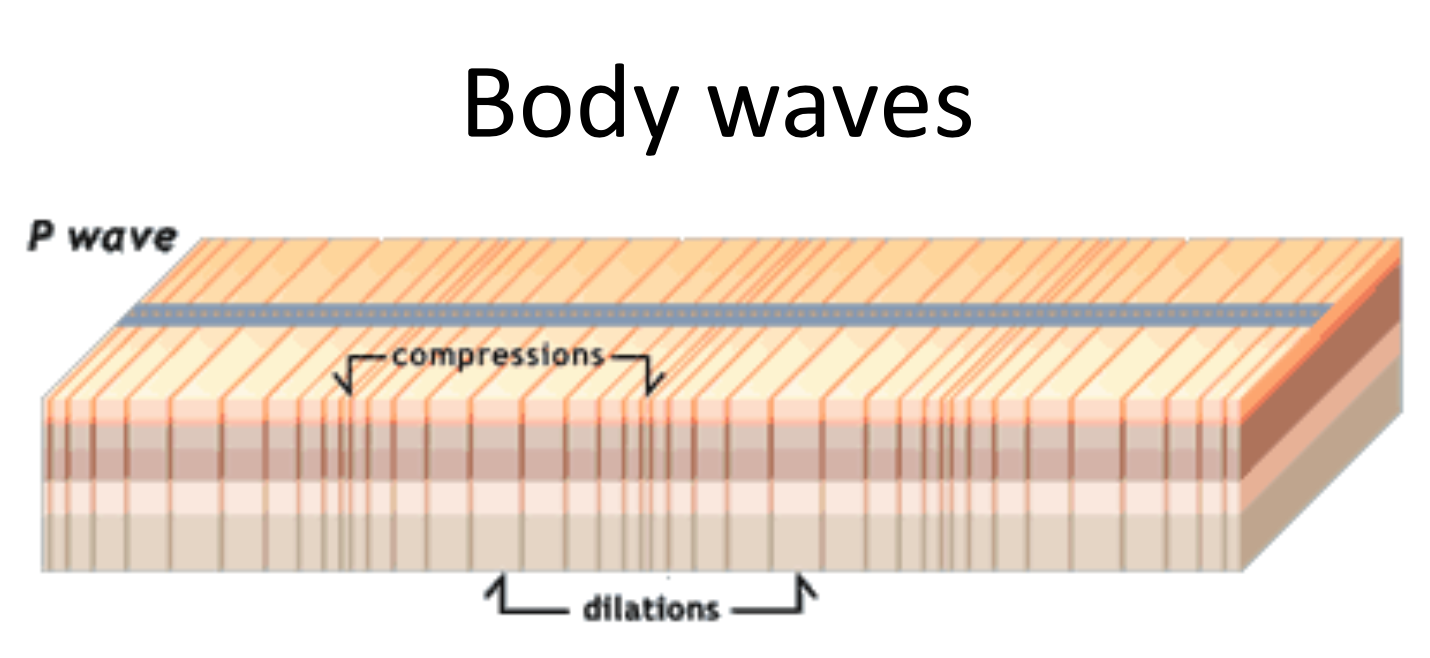 Body waves
P wave
compressions
dilations